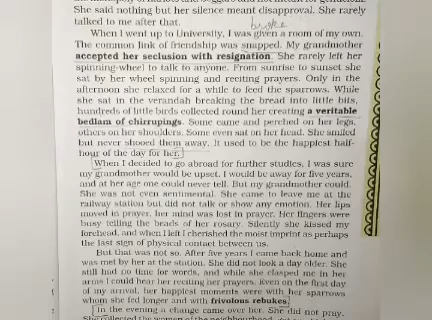 She said nothing but her silence meant disapproval. She rarely
talked to me after that.
broke
When I went up to University, I was given a room of my own.
The common link of friendship was snapped. My grandmother
accepted her seclusion with resignation. She rarely left her
spinning-wheel to talk to anyone. From sunrise to sunset she
sat by her wheel spinning and reciting prayers. Only in the
afternoon she relaxed for a while to feed the sparrows. While
she sat in the verandah breaking the bread into little bits,
hundreds of little birds collected round her creating a veritable
bedlam of chirrupings. Some came and perched on her legs,
others on her shoulders. Some even sat on her head. She smiled
but never shooed them away. It used to be the happiest half-
hour of the day for her.
When I decided to go abroad for further studies, I was sure
my grandmother would be upset. I would be away for five years,
and at her age one could never tell. But my grandmother could.
She was not even sentimental. She came to leave me at the
railway station but did not talk or show any emotion. Her lips
moved in prayer, her mind was lost in prayer. Her fingers were
busy telling the beads of her rosary. Silently she kissed my
forehead, and when I left I cherished the moist imprint as perhaps
the last sign of physical contact between us.
But that was not so. After five years I came back home and
was met by her at the station. She did not look a day older. She
still had no time for words, and while she clasped me in her
arms I could hear her reciting her prayers. Even on the first day
of my arrival, her happiest moments were with her sparrows
whom she fed longer and with frivolous rebukes.
In the evening a change came over her. She did not pray.
She collected the women of the neighbourhood,